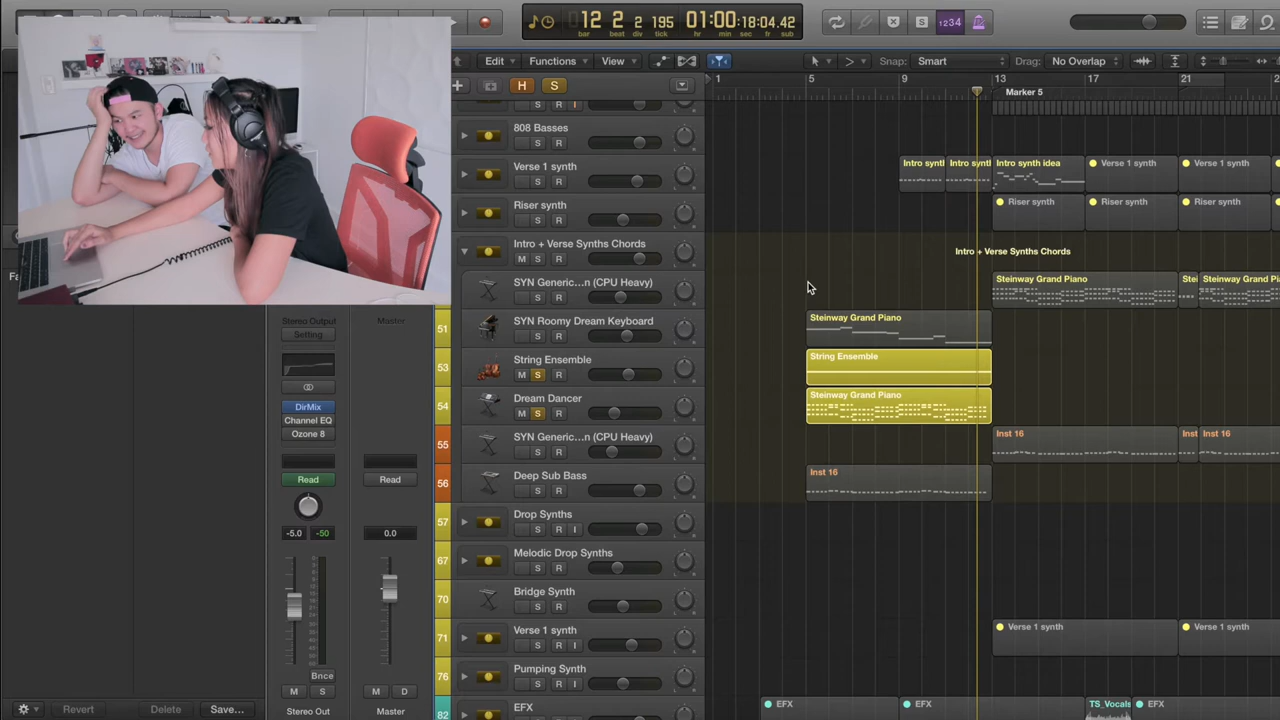 12 2 2 195 01:00:18:04.42
bar beat div tick hr min sec fr sub
1234
Edit Functions View Snap: Smart Drag: No Overlap
H S
1 5 9 13 17 21
Marker 5
M S R I
808 Basses
M S R
Verse 1 synth
M S R
Intro synt Intro synt Intro synth idea Verse 1 synth Verse 1 synth
Riser synth
M S R
Riser synth Riser synth Riser synth
Intro + Verse Synths Chords
M S R
Intro + Verse Synths Chords
SYN Generic...n (CPU Heavy)
M S R
Steinway Grand Piano Stei Steinway Grand Piano
51
SYN Roomy Dream Keyboard
M S R
Steinway Grand Piano
53
String Ensemble
M S R
String Ensemble
54
Dream Dancer
M S R
Steinway Grand Piano
55
SYN Generic...n (CPU Heavy)
M S R
Inst 16 Inst Inst 16
56
Deep Sub Bass
M S R
Inst 16
57
Drop Synths
M S R I
67
Melodic Drop Synths
M S R
70
Bridge Synth
M S R
71
Verse 1 synth
M S R I
Verse 1 synth Verse 1 synth
76
Pumping Synth
M S R I
82
EFX
EFX EFX TS_Vocals EFX
Stereo Output Master
Setting
DirMix
Channel EQ
Ozone 8
Read Read
-5.0 -50 0.0
Bnce
M S M D
Stereo Out Master
Revert Delete Save...